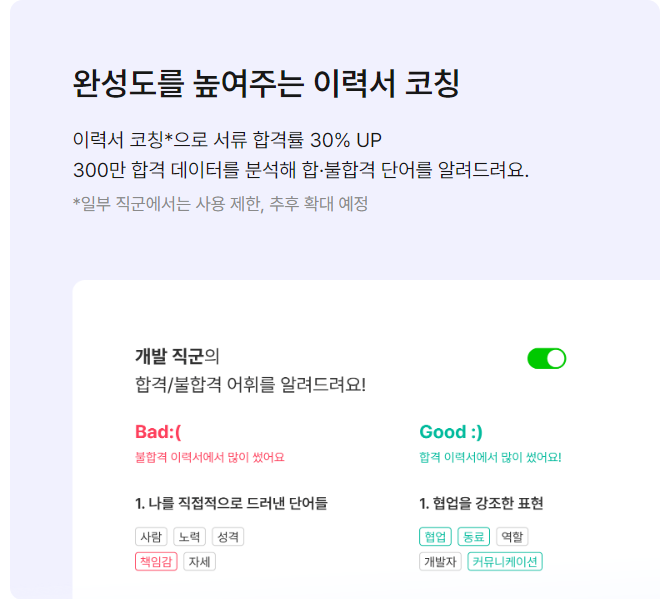 완성도를 높여주는 이력서 코칭
이력서 코칭*으로 서류 합격률 30% UP
300만 합격 데이터를 분석해 합·불합격 단어를 알려드려요.
*일부 직군에서는 사용 제한, 추후 확대 예정
개발 직군의
합격/불합격 어휘를 알려드려요!
Bad:(
불합격 이력서에서 많이 썼어요
1. 나를 직접적으로 드러낸 단어들
사람 노력 성격
책임감 자세
Good :)
합격 이력서에서 많이 썼어요!
1. 협업을 강조한 표현
협업 동료 역할
개발자 커뮤니케이션